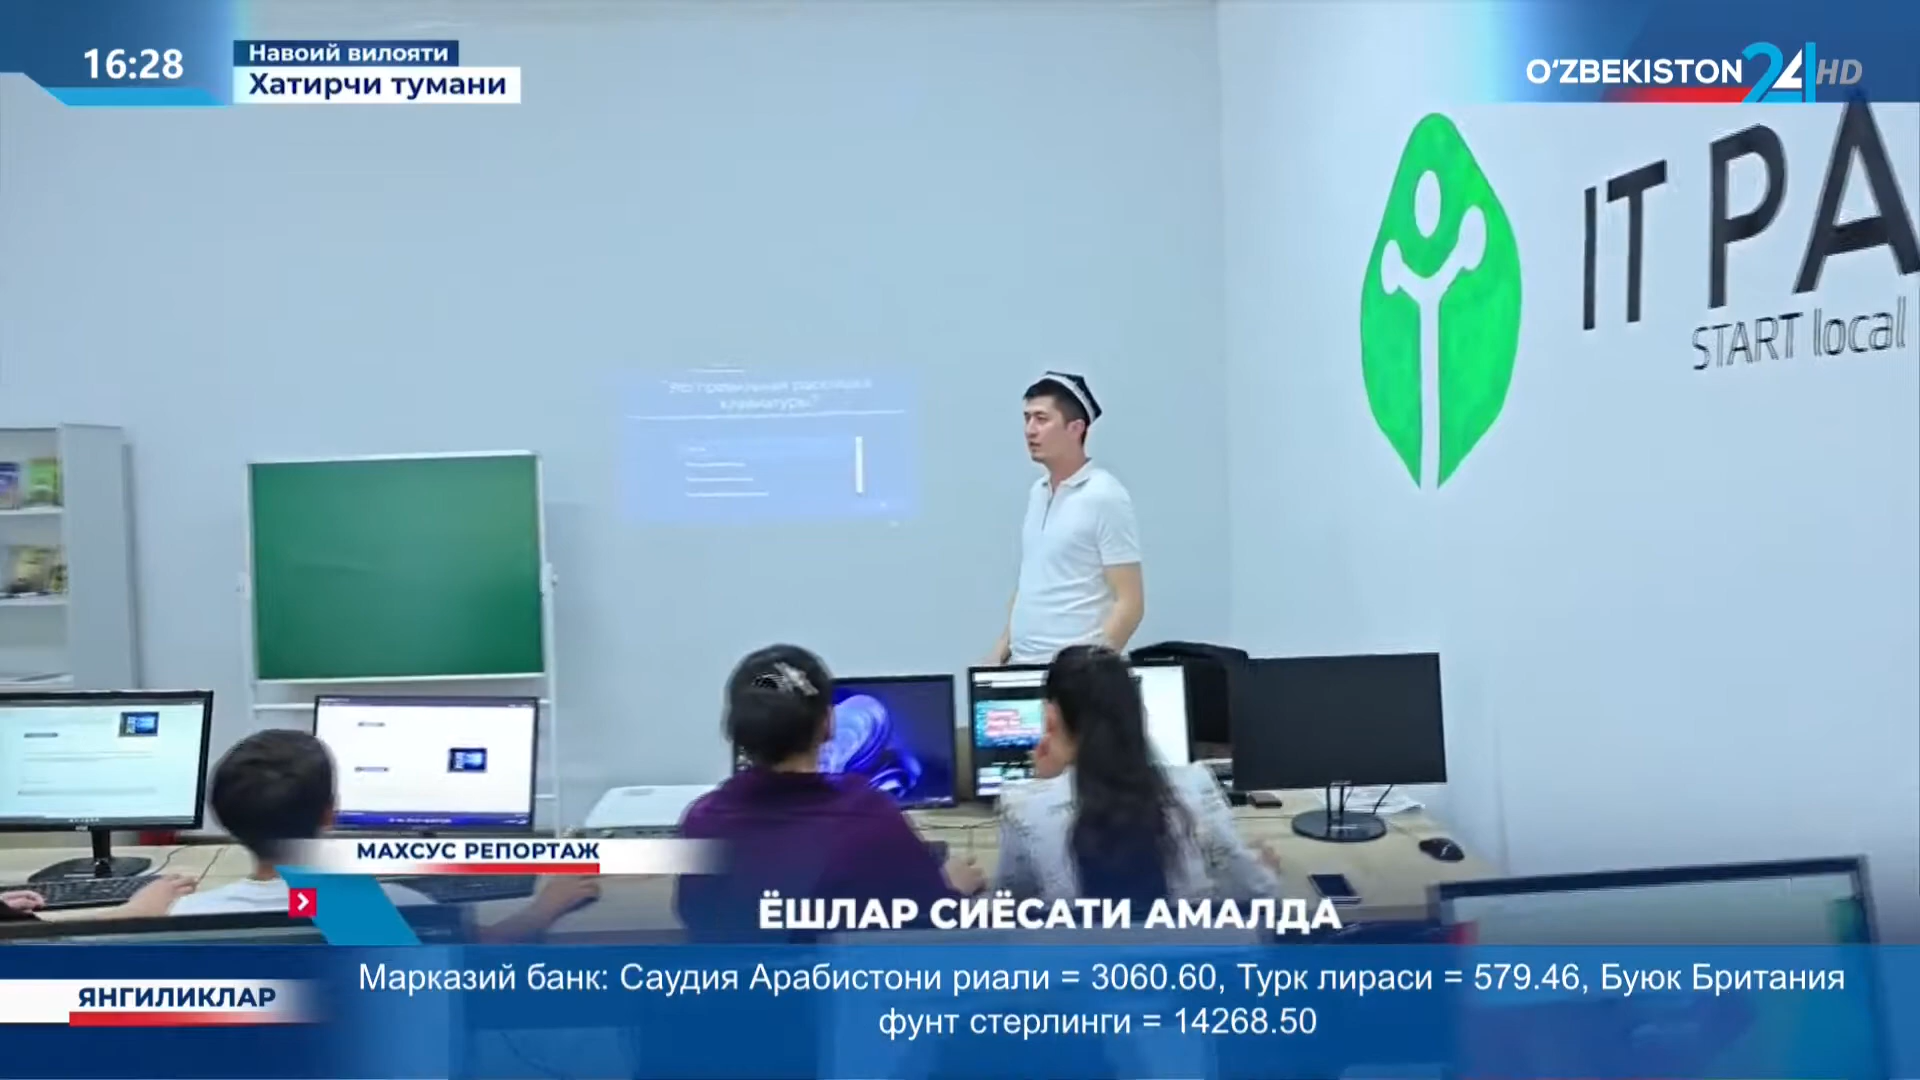 16:28
Навоий вилояти
Хатирчи тумани
O‘ZBEKISTON 24 HD
IT PA
START local
клавиатуры?
МАХСУС РЕПОРТАЖ
ЁШЛАР СИЁСАТИ АМАЛДА
ЯНГИЛИКЛАР
Марказий банк: Саудия Арабистони риали = 3060.60, Турк лираси = 579.46, Буюк Британия
фунт стерлинги = 14268.50